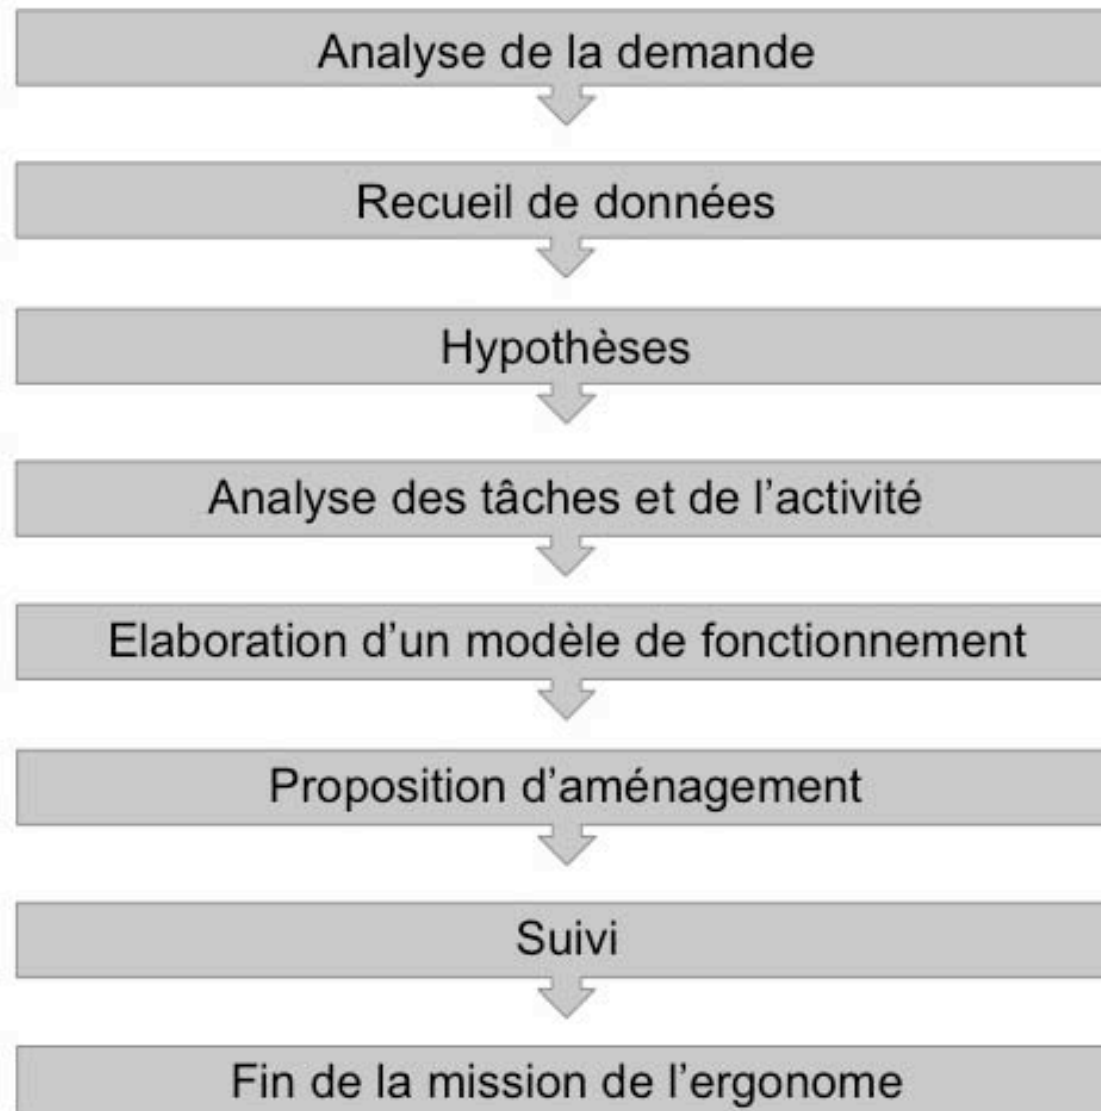 Analyse de la demande
Recueil de données
Hypothèses
Analyse des tâches et de l’activité
Elaboration d’un modèle de fonctionnement
Proposition d’aménagement
Suivi
Fin de la mission de l’ergonome